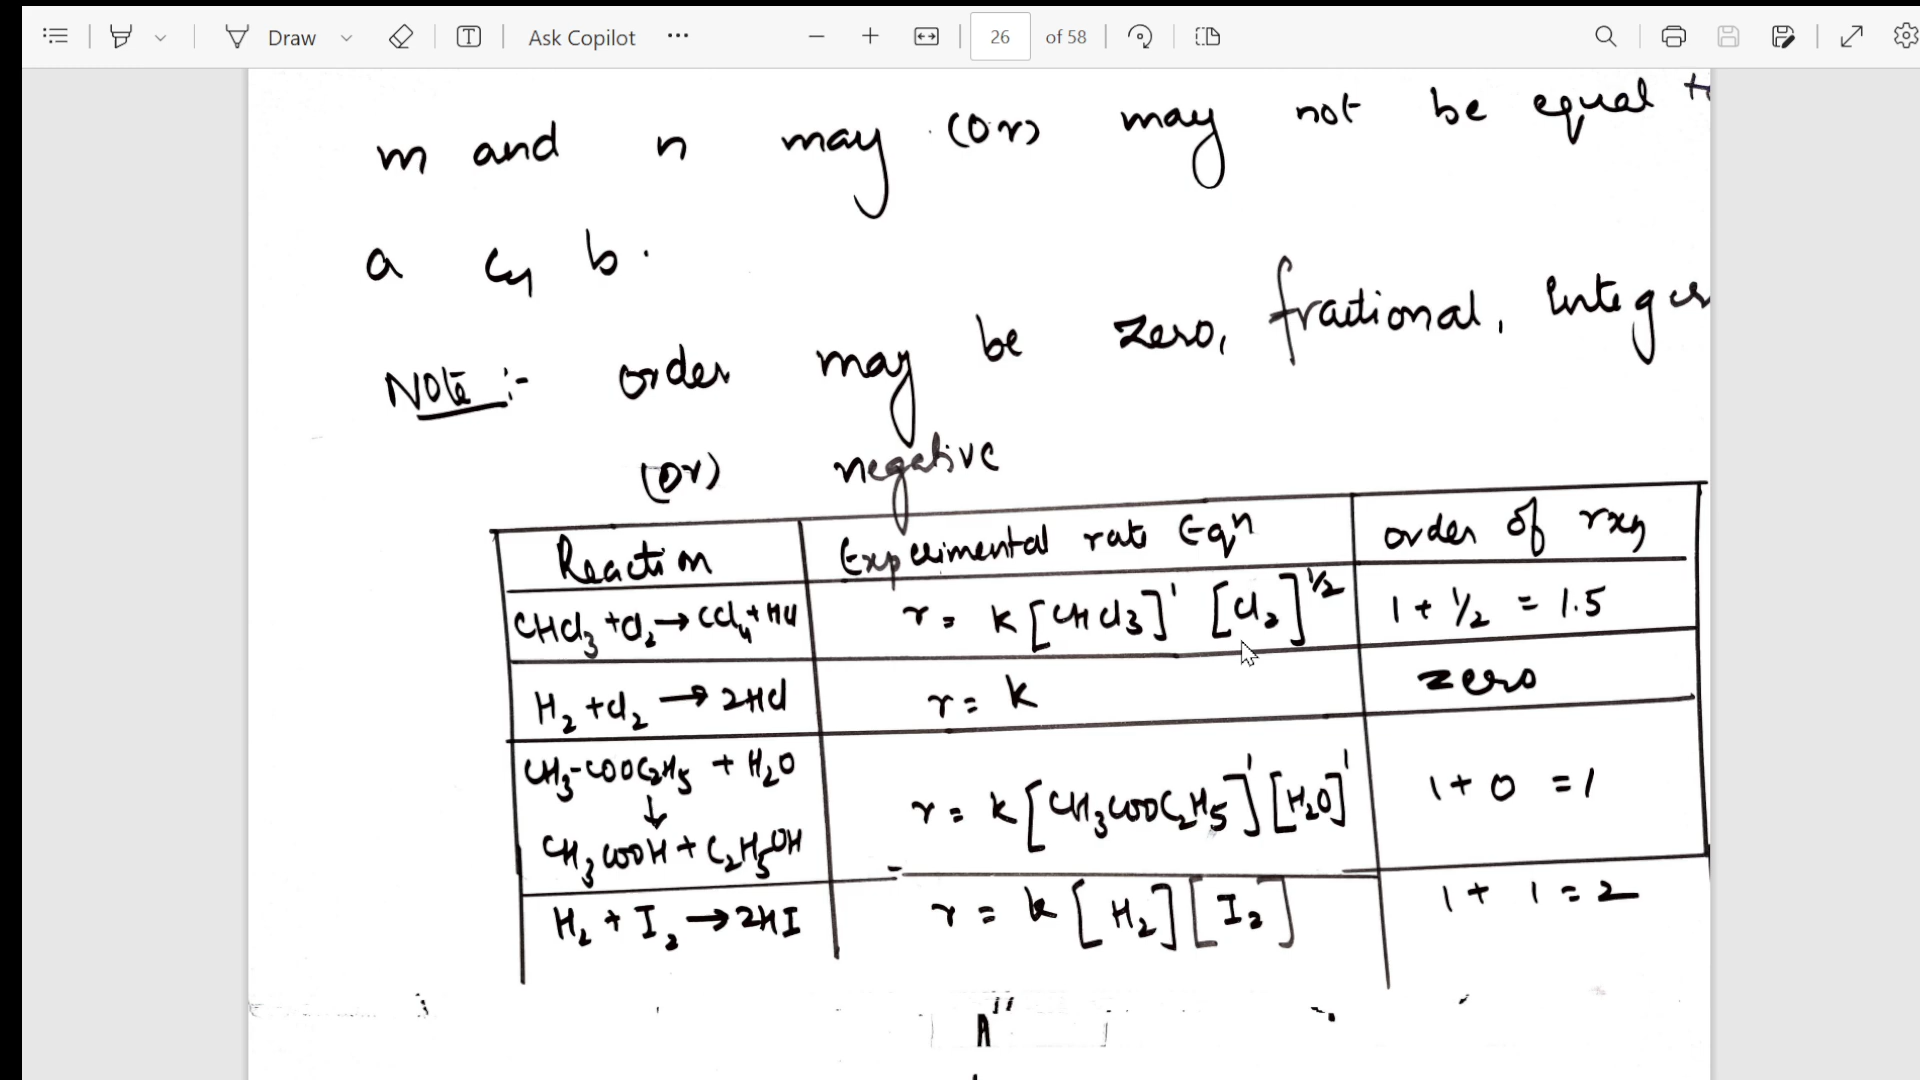 Draw Ask Copilot ... 26 of 58
m and n may (or) may not be equal to
a & b.
Note :- order may be zero, fractional, Integer
(or) negative
Reaction Experimental rate Eqⁿ order of rxn
CHCl₃ + Cl₂ → CCl₄ + HCl r = k [CHCl₃]¹ [Cl₂]^1/2 1 + 1/2 = 1.5
H₂ + Cl₂ → 2HCl r = k zero
CH₃-COOC₂H₅ + H₂O
↓
CH₃COOH + C₂H₅OH r = k [CH₃COOC₂H₅]¹ [H₂O]¹ 1 + 0 = 1
H₂ + I₂ → 2HI r = k [H₂] [I₂] 1 + 1 = 2